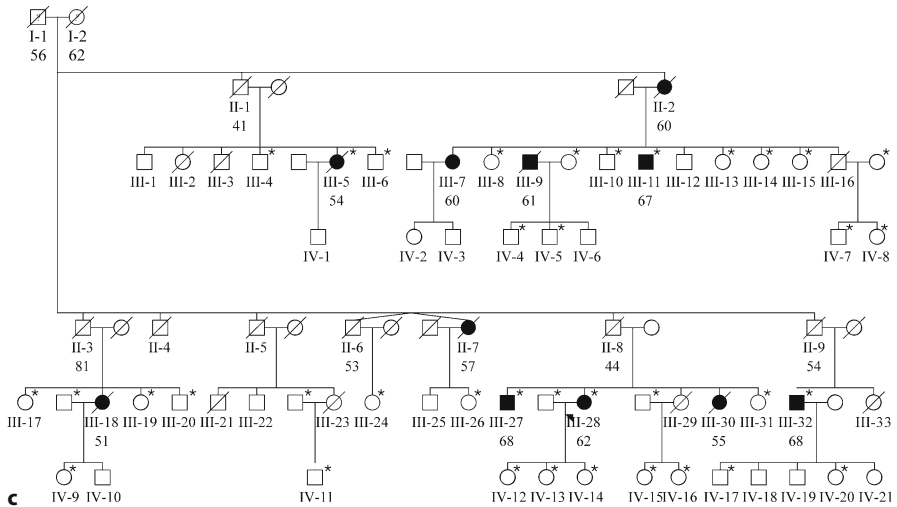 I-1 I-2
56 62
II-1 II-2
41 60
* * * * * * * * * * * *
III-1 III-2 III-3 III-4 III-5 III-6 III-7 III-8 III-9 III-10 III-11 III-12 III-13 III-14 III-15 III-16
54 60 61 67
* * * *
IV-1 IV-2 IV-3 IV-4 IV-5 IV-6 IV-7 IV-8
II-3 II-4 II-5 II-6 II-7 II-8 II-9
81 53 57 44 54
* * * * * * * * * * * * *
III-17 III-18 III-19 III-20 III-21 III-22 III-23 III-24 III-25 III-26 III-27 III-28 III-29 III-30 III-31 III-32 III-33
51 68 62 55 68
* * * * * * * * *
IV-9 IV-10 IV-11 IV-12 IV-13 IV-14 IV-15 IV-16 IV-17 IV-18 IV-19 IV-20 IV-21
c